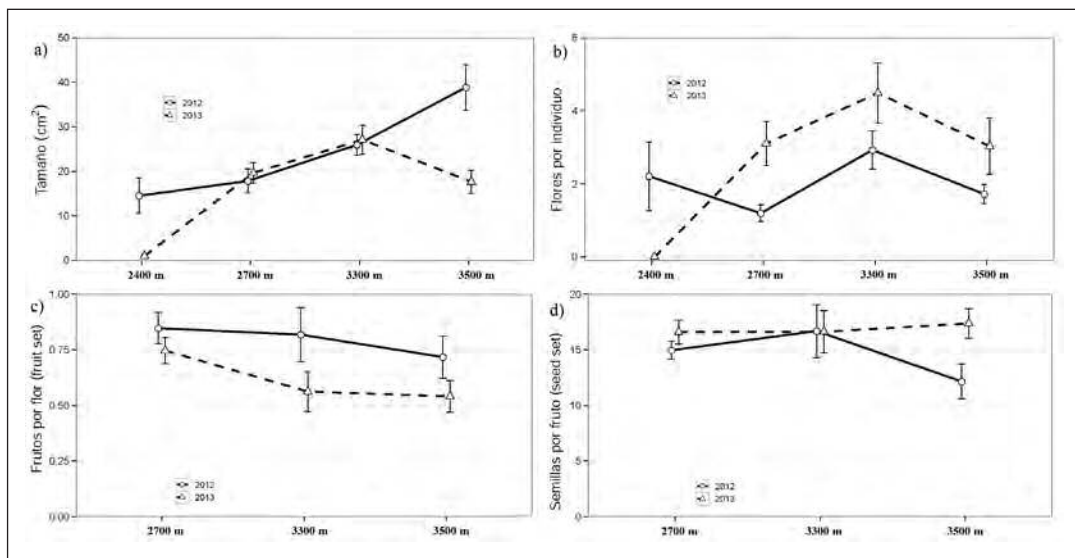 a)
Tamaño (cm²)
50
40
30
20
10
0
2012
2013
2400 m
2700 m
3300 m
3500 m
b)
Flores por individuo
6
4
2
0
2012
2013
2400 m
2700 m
3300 m
3500 m
c)
Frutos por flor (fruit set)
1.00
0.75
0.50
0.25
0.00
2012
2013
2700 m
3300 m
3500 m
d)
Semillas por fruto (seed set)
20
15
10
5
0
2012
2013
2700 m
3300 m
3500 m